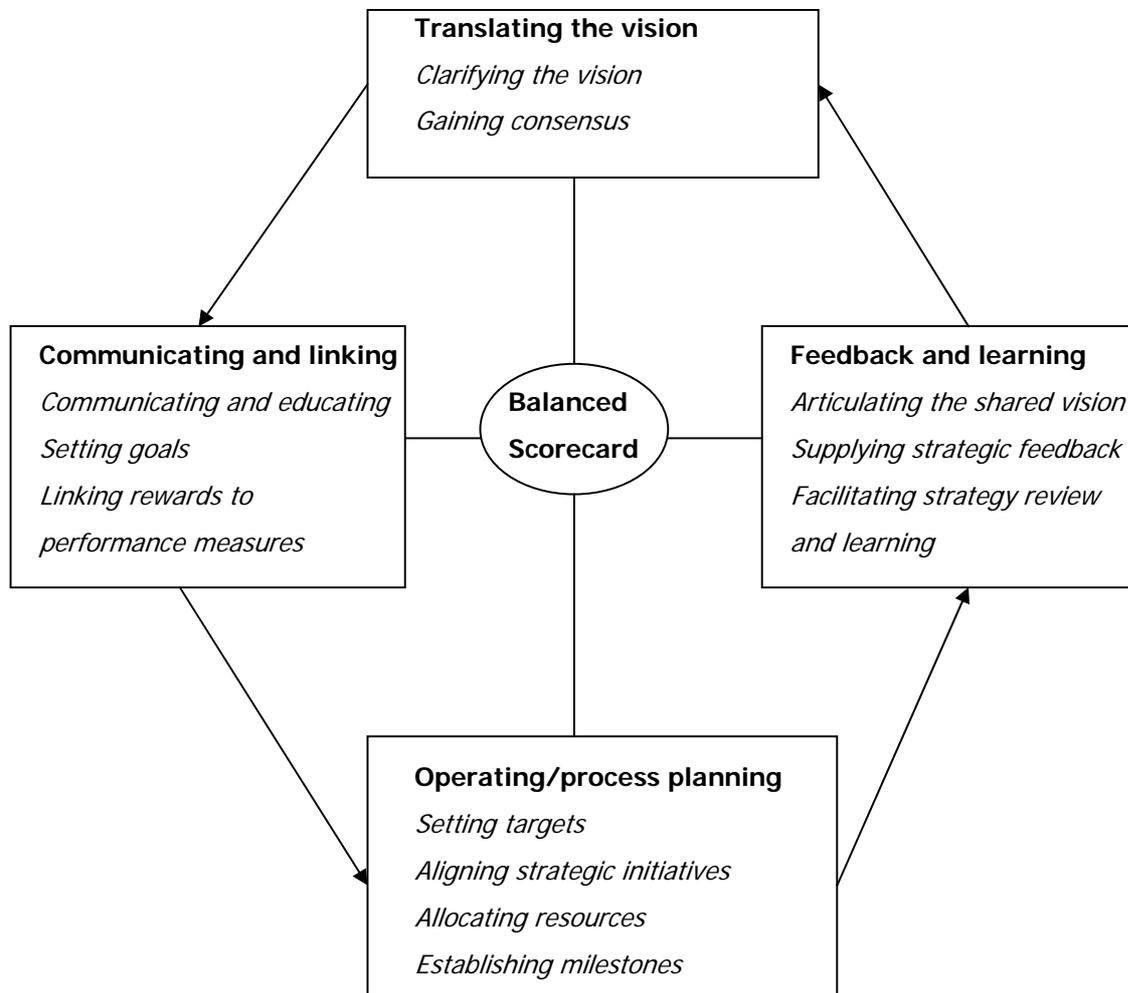 Translating the vision
Clarifying the vision
Gaining consensus
Communicating and linking
Communicating and educating
Setting goals
Linking rewards to
performance measures
Balanced
Scorecard
Feedback and learning
Articulating the shared vision
Supplying strategic feedback
Facilitating strategy review
and learning
Operating/process planning
Setting targets
Aligning strategic initiatives
Allocating resources
Establishing milestones